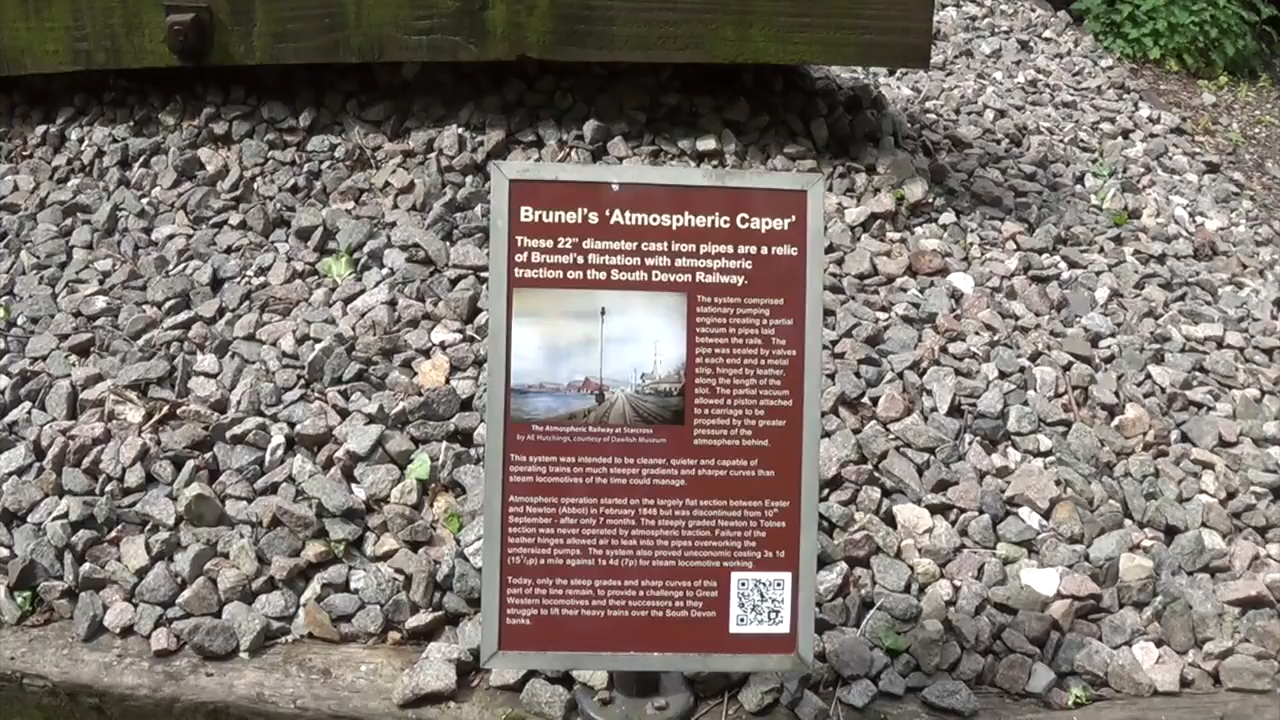 Brunel's 'Atmospheric Caper'
These 22" diameter cast iron pipes are a relic
of Brunel's flirtation with atmospheric
traction on the South Devon Railway.
The system comprised
stationary pumping
engines creating a partial
vacuum in pipes laid
between the rails. The
pipe was sealed by valves
at each end and a metal
strip, hinged by leather,
along the length of the
slot. The partial vacuum
allowed a piston attached
to a carriage to be
propelled by the greater
pressure of the
atmosphere behind.
The Atmospheric Railway at Starcross
by AE Hutchings, courtesy of Dawlish Museum
This system was intended to be cleaner, quieter and capable of
operating trains on much steeper gradients and sharper curves than
steam locomotives of the time could manage.
Atmospheric operation started on the largely flat section between Exeter
and Newton (Abbot) in February 1848 but was discontinued from 10th
September - after only 7 months. The steeply graded Newton to Totnes
section was never operated by atmospheric traction. Failure of the
leather hinges allowed air to leak into the pipes overworking the
undersized pumps. The system also proved uneconomic costing 3s 1d
(15½p) a mile against 1s 4d (7p) for steam locomotive working.
Today, only the steep grades and sharp curves of this
part of the line remain, to provide a challenge to Great
Western locomotives and their successors as they
struggle to lift their heavy trains over the South Devon
banks.